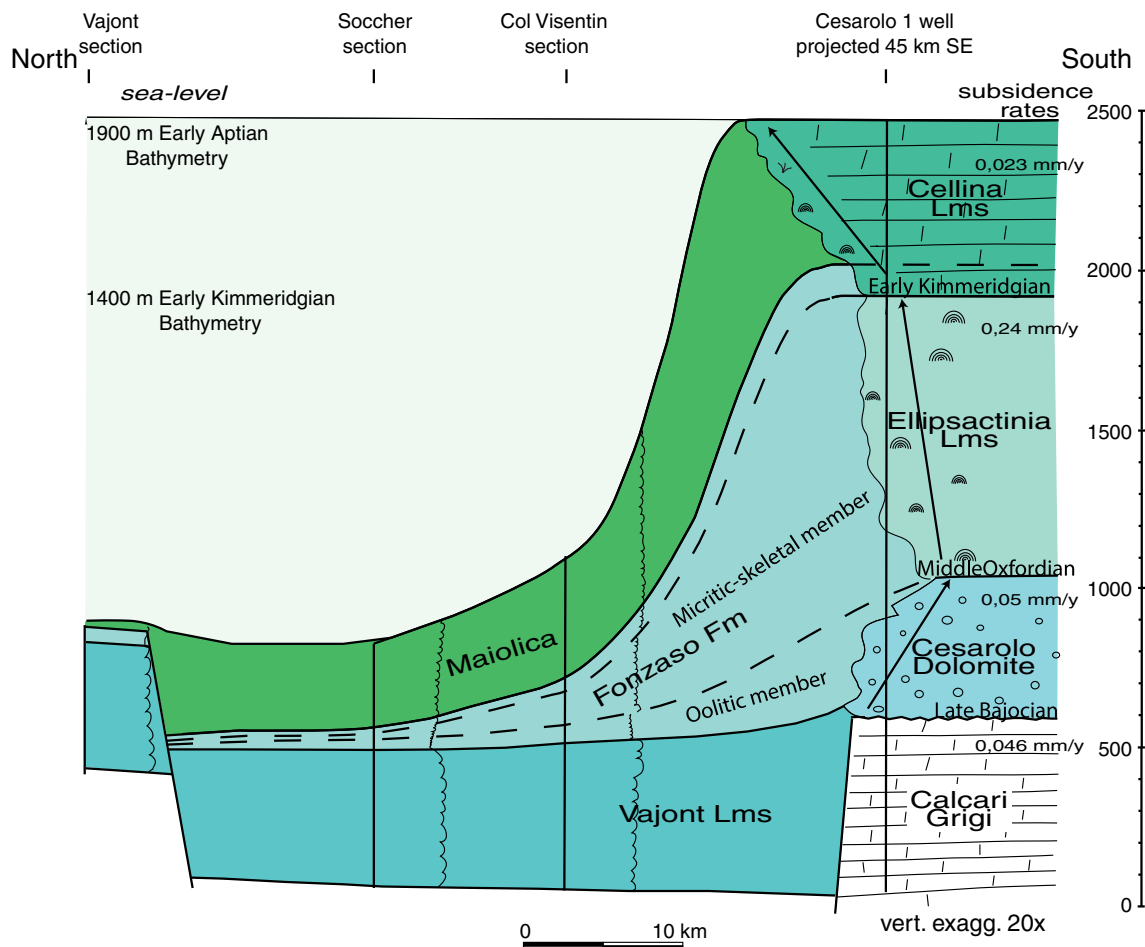 Vajont
section
Soccher
section
Col Visentin
section
Cesarolo 1 well
projected 45 km SE
North
South
sea-level
subsidence
rates
2500
1900 m Early Aptian
Bathymetry
0,023 mm/y
Cellina
Lms
2000
Early Kimmeridgian
1400 m Early Kimmeridgian
Bathymetry
0,24 mm/y
Ellipsactinia
Lms
1500
Micritic-skeletal member
MiddleOxfordian
1000
0,05 mm/y
Maiolica
Fonzaso Fm
Cesarolo
Dolomite
Oolitic member
Late Bajocian
500
0,046 mm/y
Vajont Lms
Calcari
Grigi
0
vert. exagg. 20x
0 10 km